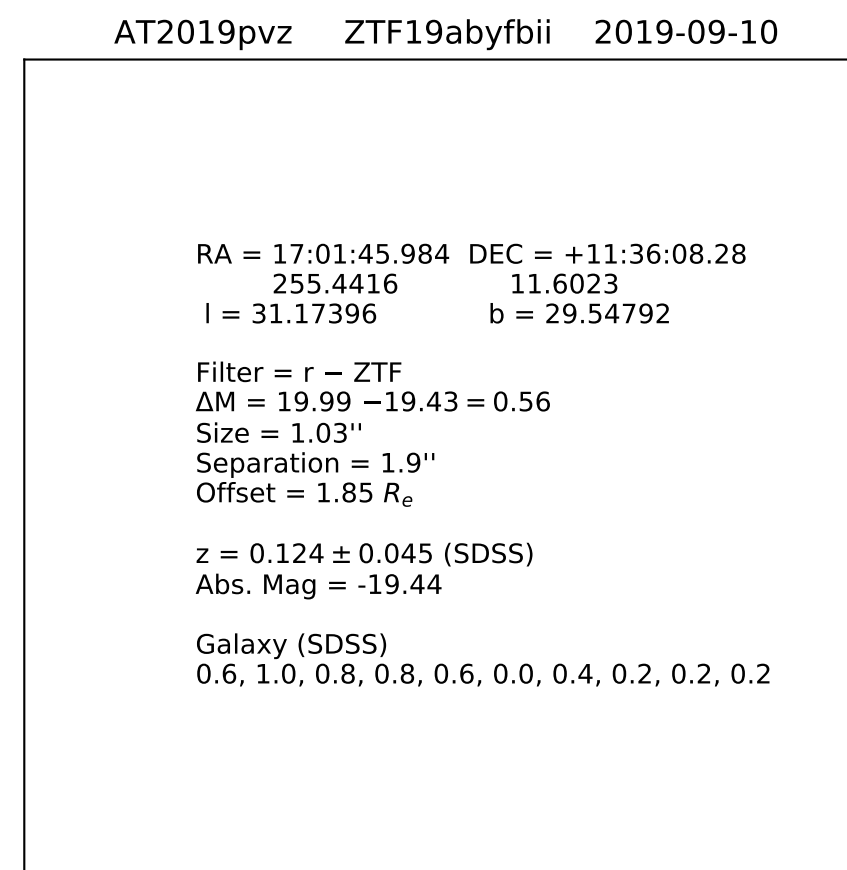 AT2019pvz ZTF19abyfbii 2019-09-10
RA = 17:01:45.984 DEC = +11:36:08.28
255.4416 11.6023
l = 31.17396 b = 29.54792
Filter = r − ZTF
ΔM = 19.99 −19.43 = 0.56
Size = 1.03''
Separation = 1.9''
Offset = 1.85 Re
z = 0.124 ± 0.045 (SDSS)
Abs. Mag = -19.44
Galaxy (SDSS)
0.6, 1.0, 0.8, 0.8, 0.6, 0.0, 0.4, 0.2, 0.2, 0.2